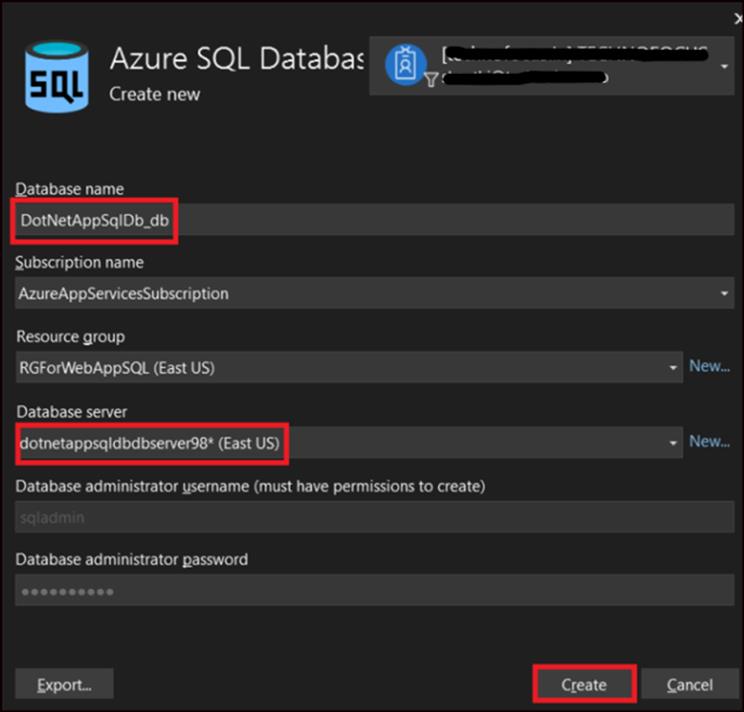 SQL
Azure SQL Databas
Create new
Database name
DotNetAppSqlDb_db
Subscription name
AzureAppServicesSubscription
Resource group
RGForWebAppSQL (East US)
New...
Database server
dotnetappsqldbdbserver98* (East US)
New...
Database administrator username (must have permissions to create)
sqladmin
Database administrator password
●●●●●●●●●●
Export...
Create
Cancel